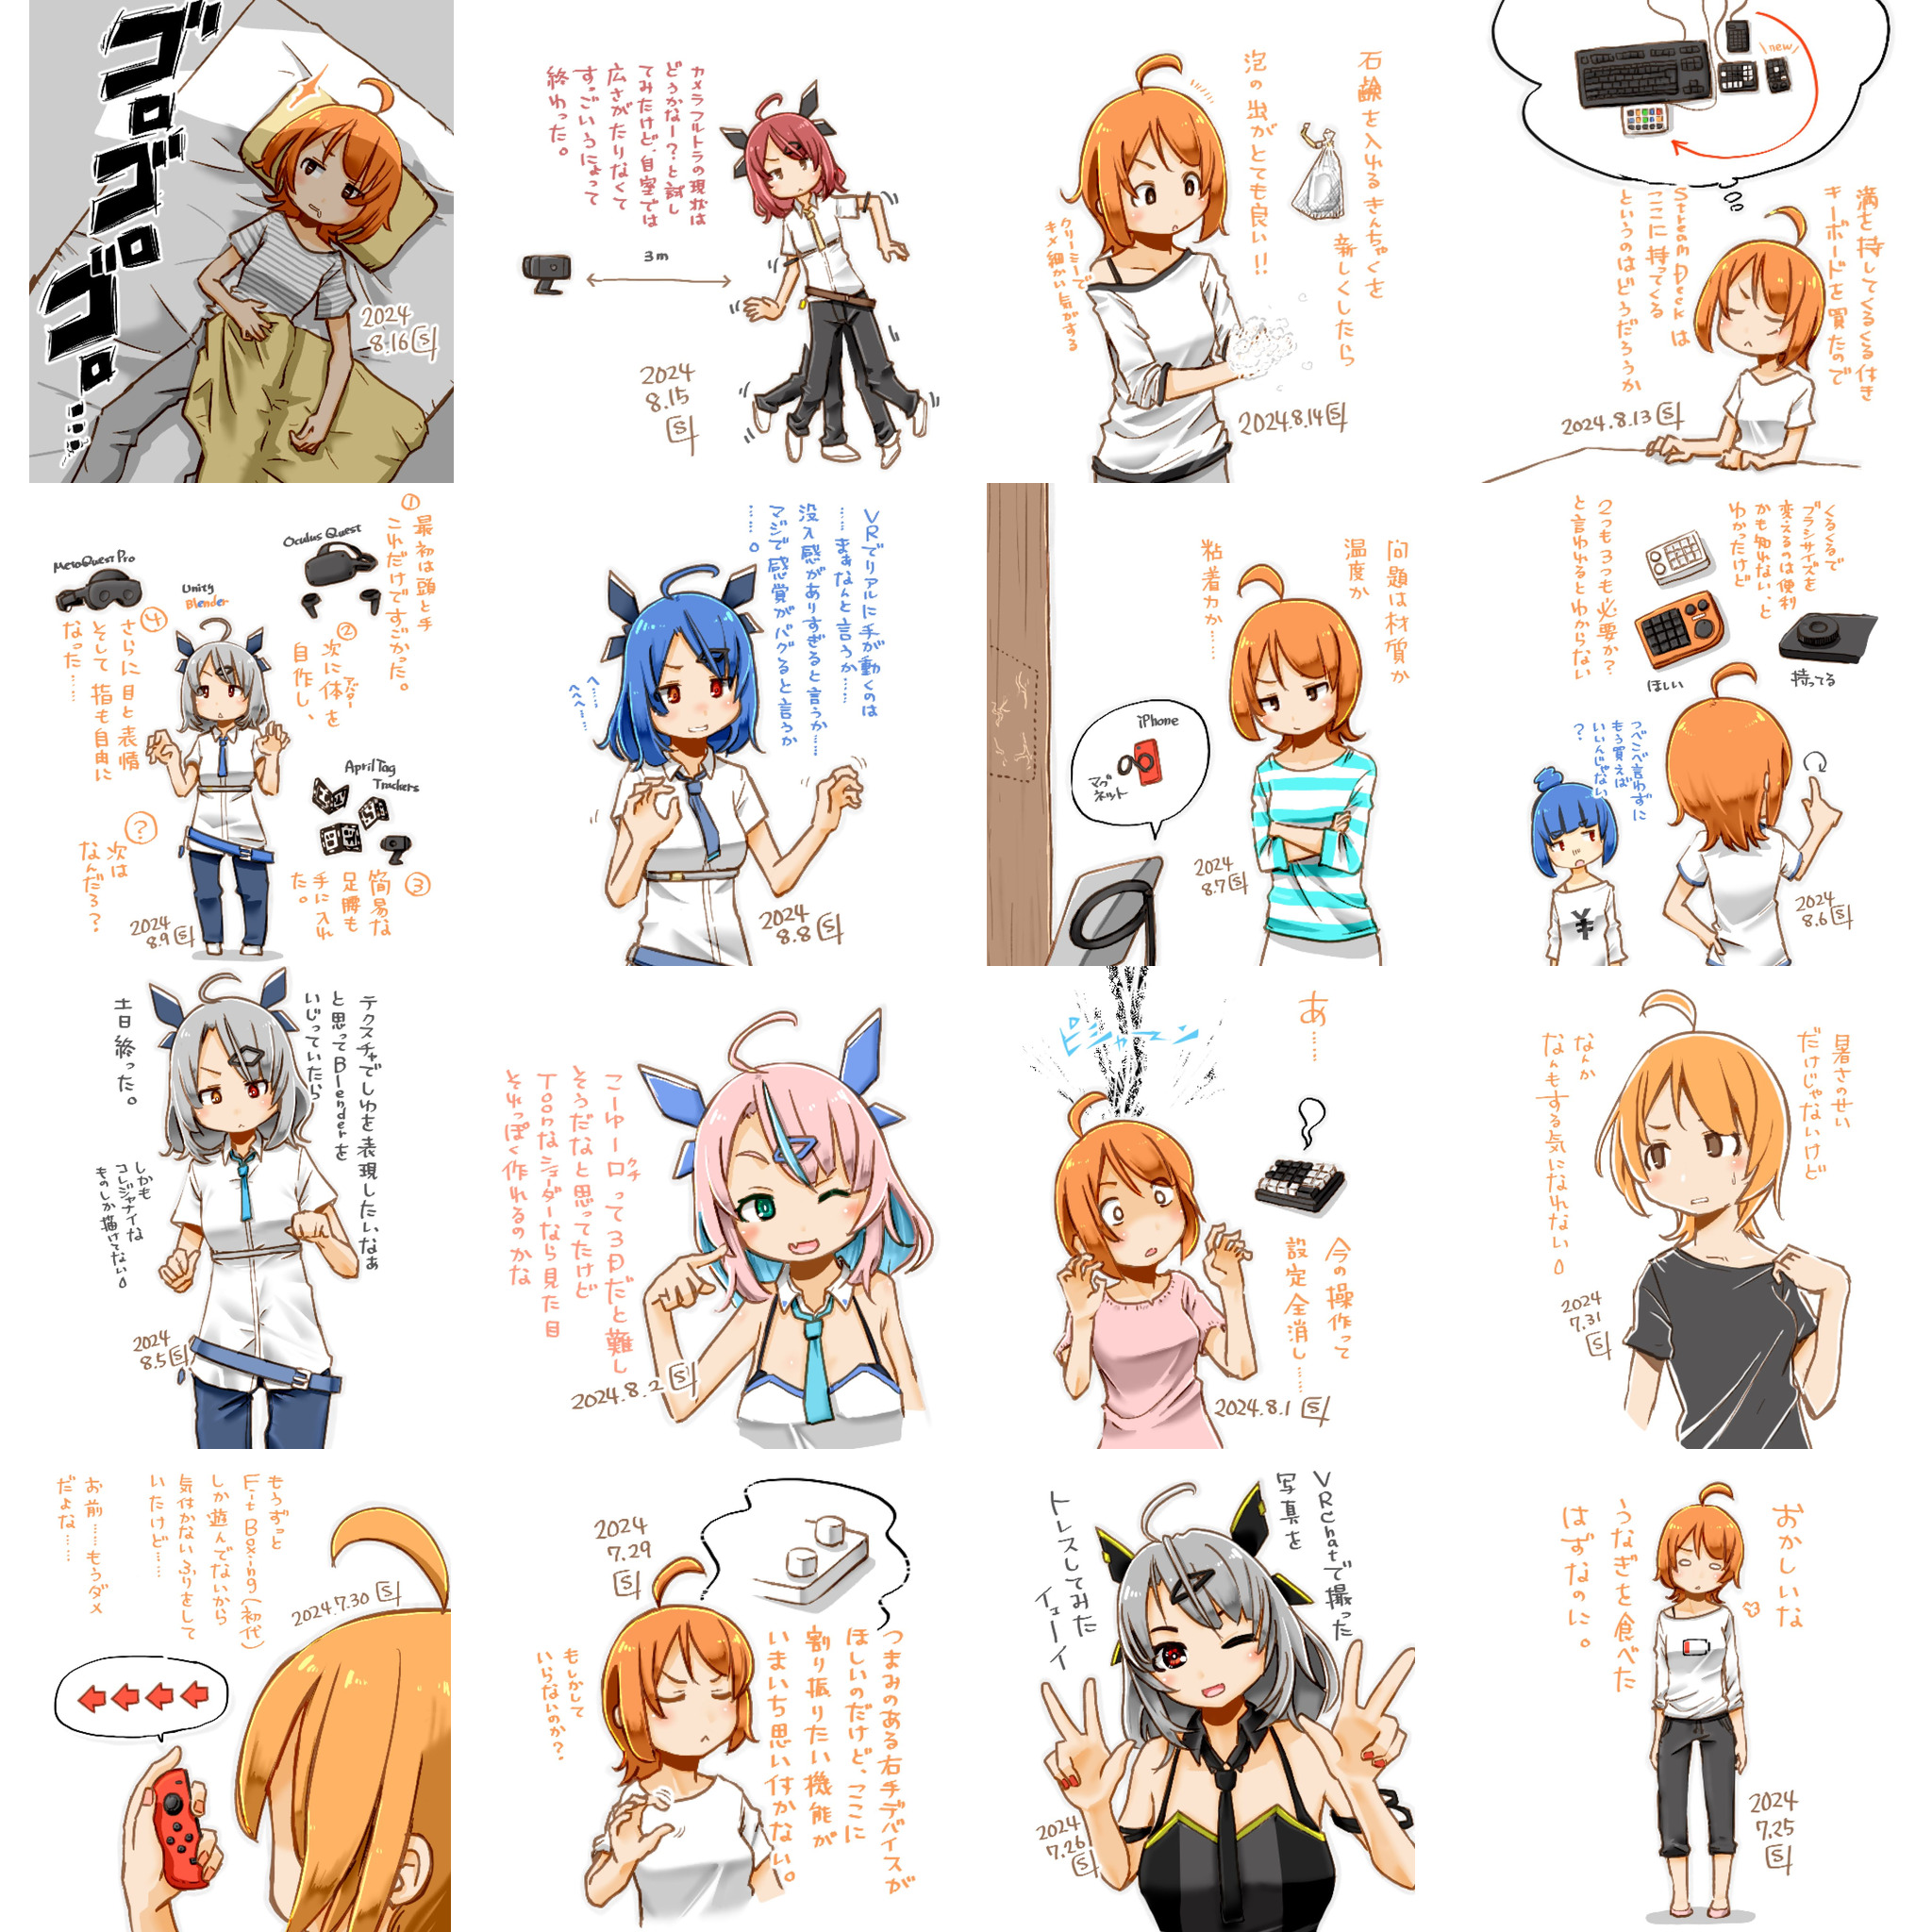 ゴロゴロゴロゴロ。……
2024
8.16 S
カメラフルトラの現状は
どうかなー？と試し
てみたけど、自室では
広さがたりなくて
すっごいうにょって
終わった。
3m
2024
8.15
S
石鹸を入れるきんちゃくを
新しくしたら
泡の出がとても良い!!
クリーミーで
キメ細かい気がする
2024.8.14 S
new
満を持してくるくる付き
キーボードを買たので
Stream Deckは
ここに持ってくる
というのはどうだろうか
2024.8.13 S
①最初は頭と手
これだけですごかった。
Oculus Quest
MetaQuestPro
Unity
Blender
②次に体を
自作し、
④さらに目と表情
そして指も自由に
なった……
AprilTag
Trackers
③簡易な
足腰も
手に入れ
た。
?
次は
なんだろ？
2024
8.9 S
VRでリアルに手が動くのは
……まぁなんと言うか……
没入感がありすぎると言うか……
マジで感覚がバグると言うか
……。
へ…
へへへ……
2024
8.8 S
問題は材質か
温度か
粘着力か……
iPhone
マグ
ネット
2024
8.7 S
くるくるで
ブラシサイズを
変えるのは便利
かも知れない、と
わかったけど
2つも3つも必要か？
と言われるとわからない
ほしい
持ってる
つべこべ言わずに
もう買えば
いいんじゃない
？
¥
2024
8.6 S
テクスチャでしわを表現したいなぁ
と思ってBlenderを
いじっていたら
土日終った。
しかも
コレジャナイな
ものしか描けてない。
2024
8.5 S
こーゆー口って3Dだと難し
クチ
そうだなと思ってたけど
Toonなシェーダーなら見た目
それっぽく作れるのかな
2024.8.2 S
あ……
ピシャーン
今の操作って
設定全消し……
2024.8.1 S
暑さのせい
だけじゃないけど
なんか
なんもする気になれない。
2024
7.31
S
もうずっと
Fit Boxing(初代)
しか遊んでないから
気付かないふりをして
いたけど……
お前……もうダメ
だよな……
2024.7.30 S
2024
7.29
S
つまみのある右手デバイスが
ほしいのだけど、ここに
割り振りたい機能が
いまいち思い付かない。
もしかして
いらないのか？
VRChatで撮った
写真を
トレスしてみた
イェーイ
2024
7.26
S
おかしいな
うなぎを食べた
はずなのに。
2024
7.25
S